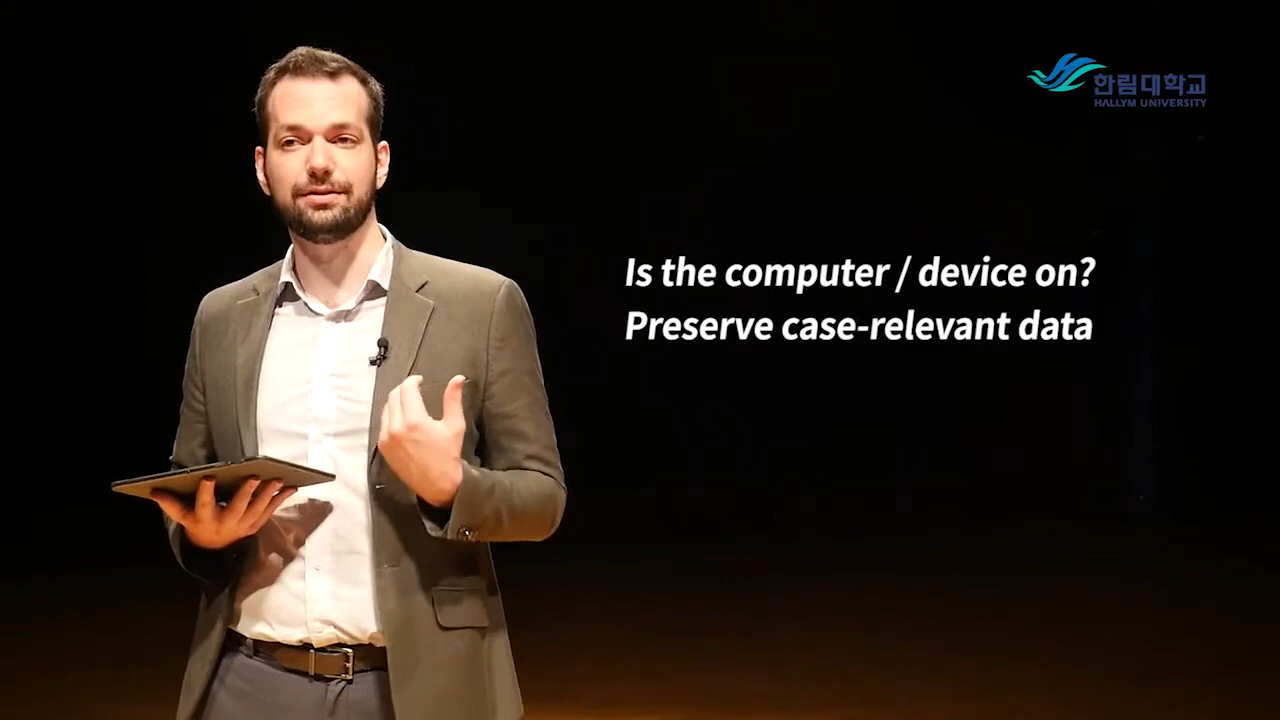 한림대학교
HALLYM UNIVERSITY
Is the computer / device on?
Preserve case-relevant data